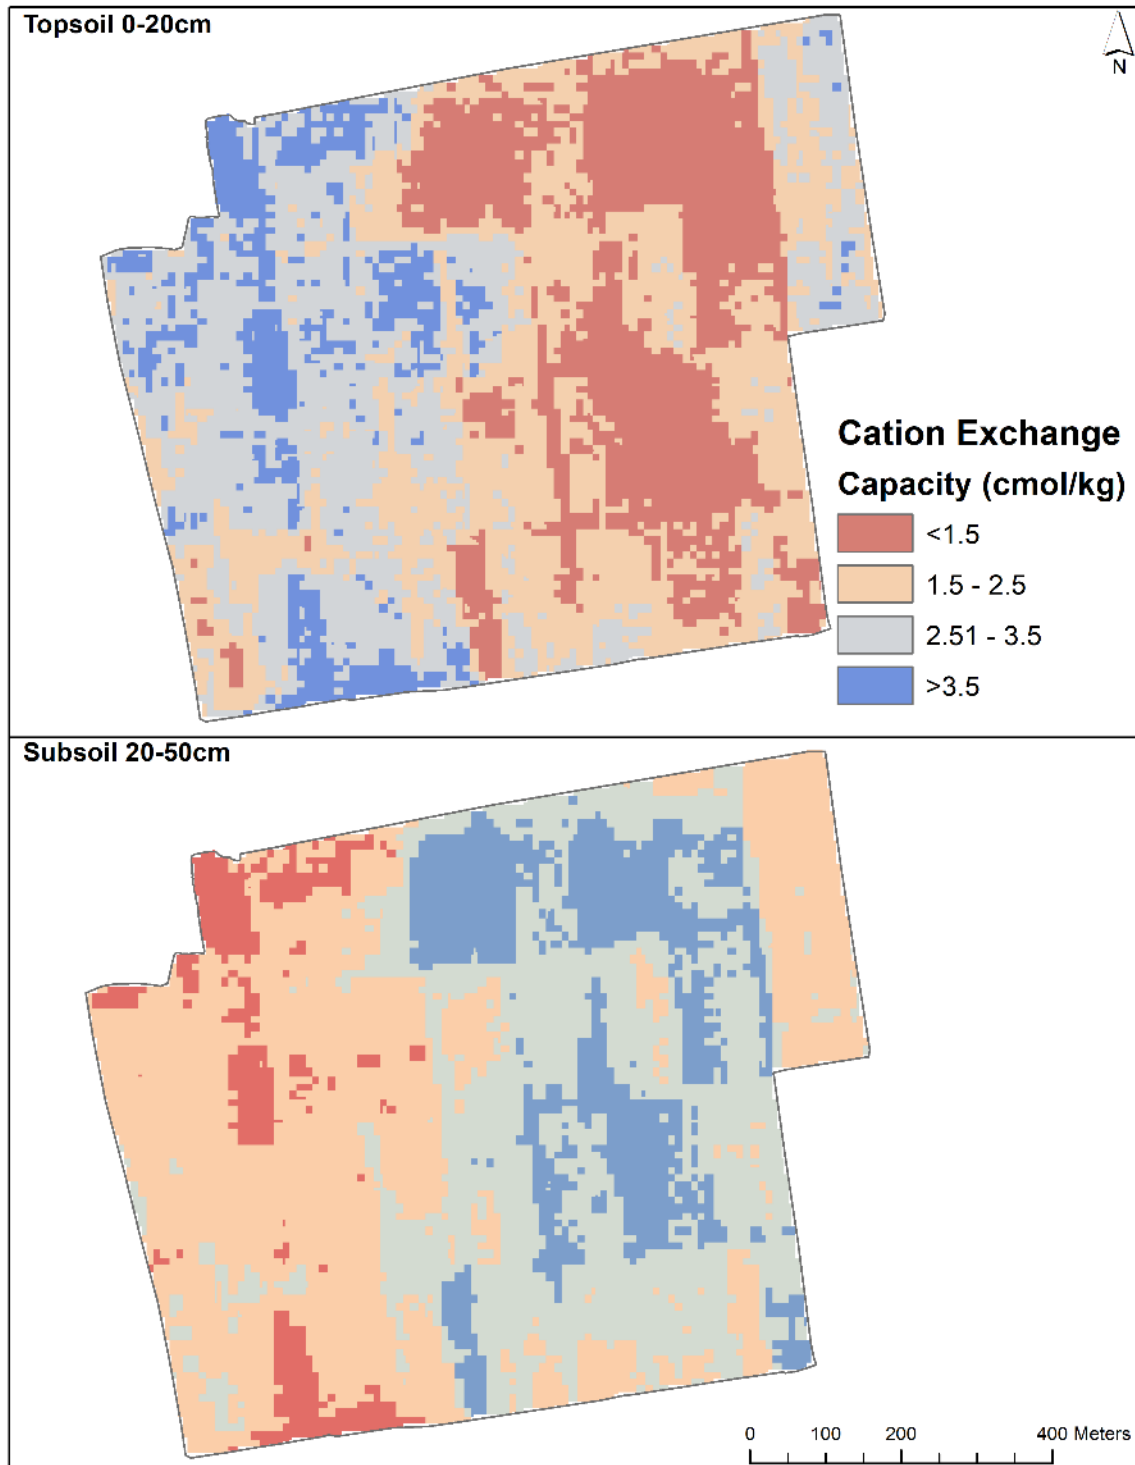 Topsoil 0-20cm
N
Cation Exchange
Capacity (cmol/kg)
<1.5
1.5 - 2.5
2.51 - 3.5
>3.5
Subsoil 20-50cm
0 100 200 400 Meters